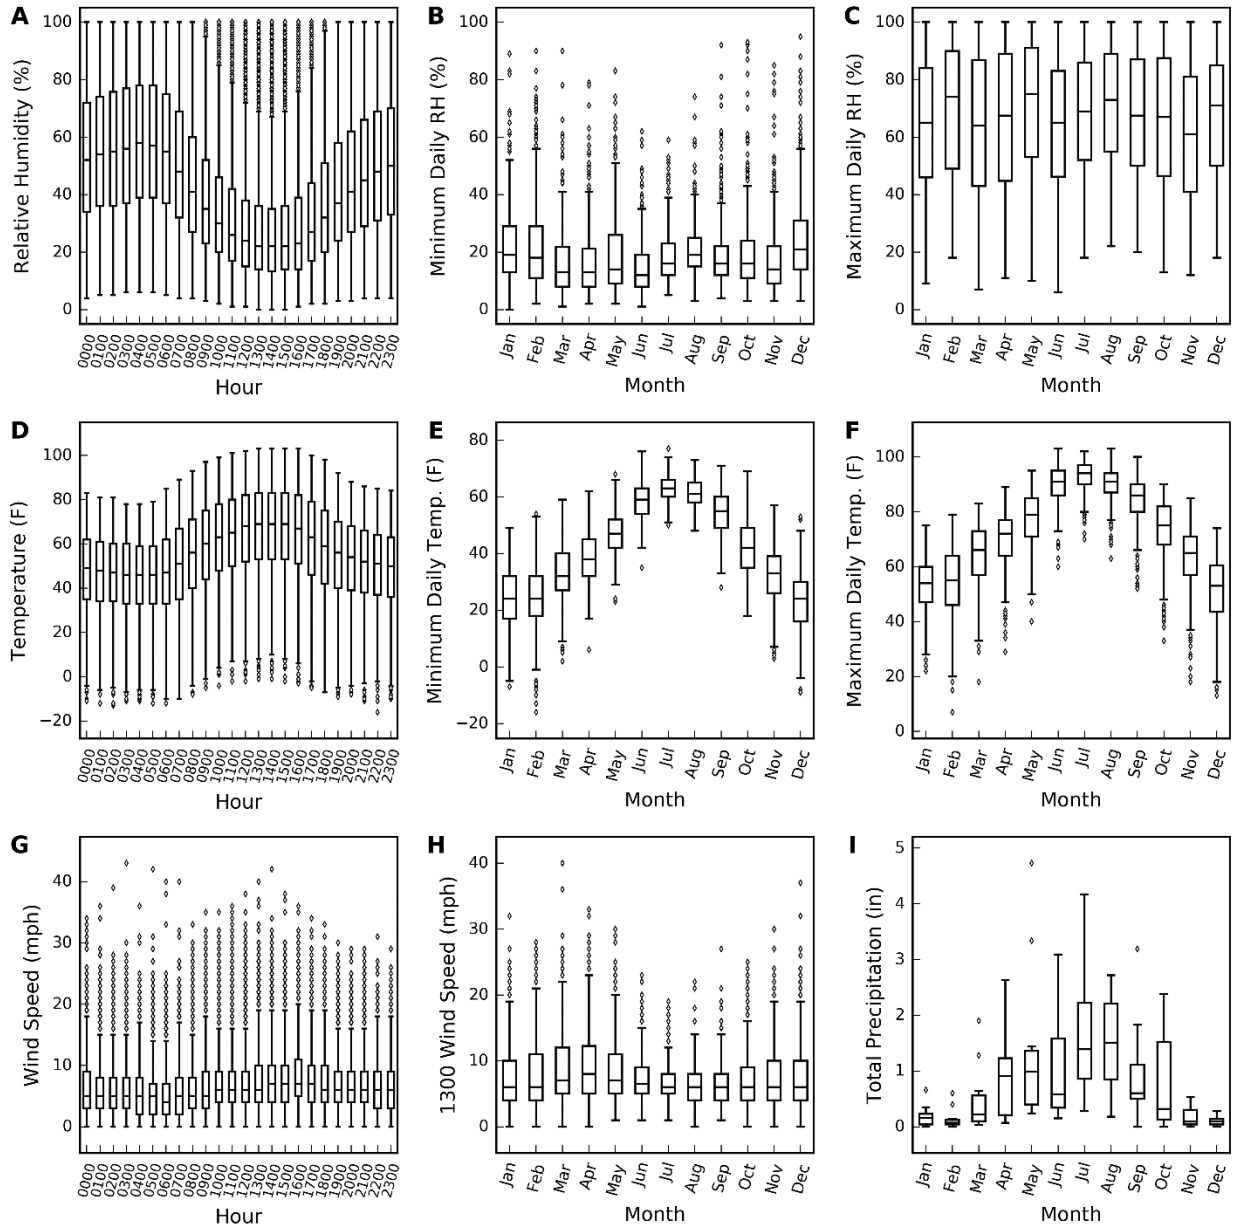 A
Relative Humidity (%)
100
80
60
40
20
0
0000 0100 0200 0300 0400 0500 0600 0700 0800 0900 1000 1100 1200 1300 1400 1500 1600 1700 1800 1900 2000 2100 2200 2300
Hour
B
Minimum Daily RH (%)
100
80
60
40
20
0
Jan Feb Mar Apr May Jun Jul Aug Sep Oct Nov Dec
Month
C
Maximum Daily RH (%)
100
80
60
40
20
0
Jan Feb Mar Apr May Jun Jul Aug Sep Oct Nov Dec
Month
D
Temperature (F)
100
80
60
40
20
0
−20
0000 0100 0200 0300 0400 0500 0600 0700 0800 0900 1000 1100 1200 1300 1400 1500 1600 1700 1800 1900 2000 2100 2200 2300
Hour
E
Minimum Daily Temp. (F)
80
60
40
20
0
−20
Jan Feb Mar Apr May Jun Jul Aug Sep Oct Nov Dec
Month
F
Maximum Daily Temp. (F)
100
80
60
40
20
0
Jan Feb Mar Apr May Jun Jul Aug Sep Oct Nov Dec
Month
G
Wind Speed (mph)
40
30
20
10
0
0000 0100 0200 0300 0400 0500 0600 0700 0800 0900 1000 1100 1200 1300 1400 1500 1600 1700 1800 1900 2000 2100 2200 2300
Hour
H
1300 Wind Speed (mph)
40
30
20
10
0
Jan Feb Mar Apr May Jun Jul Aug Sep Oct Nov Dec
Month
I
Total Precipitation (in)
5
4
3
2
1
0
Jan Feb Mar Apr May Jun Jul Aug Sep Oct Nov Dec
Month